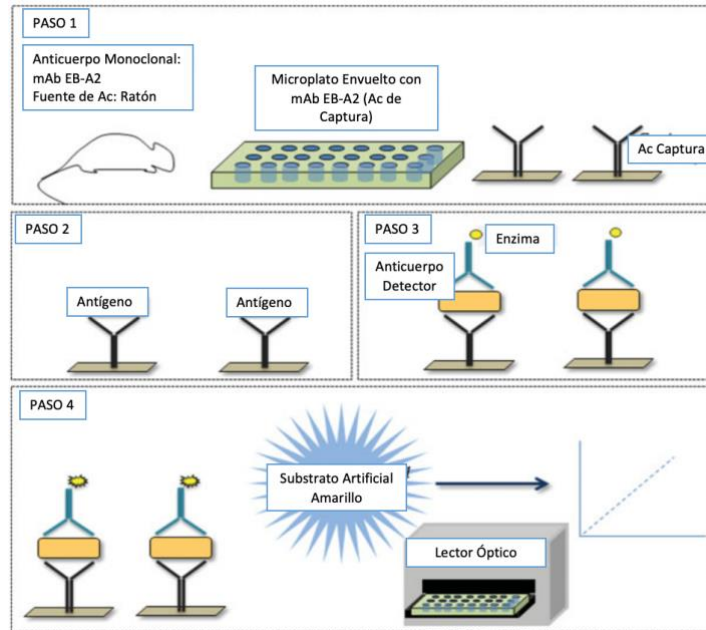 PASO 1
Anticuerpo Monoclonal:
mAb EB-A2
Fuente de Ac: Ratón
Microplato Envuelto con
mAb EB-A2 (Ac de
Captura)
Ac Captura
PASO 2
Antígeno
Antígeno
PASO 3
Enzima
Anticuerpo
Detector
PASO 4
Substrato Artificial
Amarillo
Lector Óptico